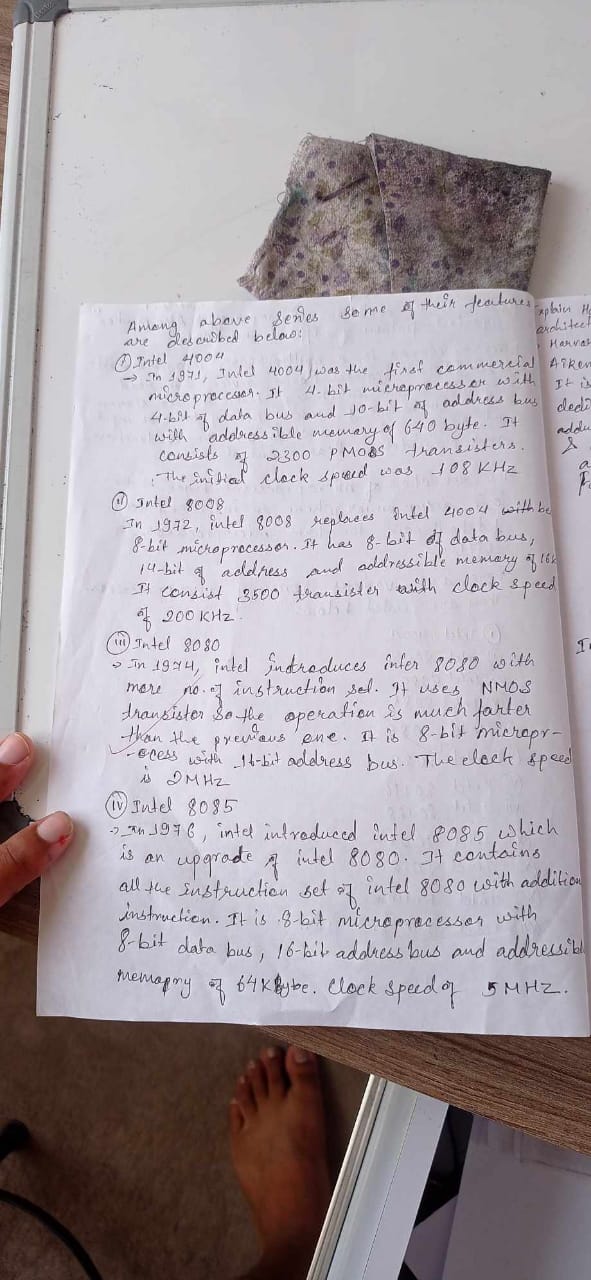 Among above series some of their features
are described below:
(i) Intel 4004
→ In 1971, Intel 4004 was the first commercial
microprocessor. It 4-bit microprocessor with
4-bit of data bus and 10-bit of address bus
with addressible memory of 640 byte. It
consists of 2300 PMOS transistors.
The initial clock speed was 108 KHz
(ii) Intel 8008
In 1972, intel 8008 replaces intel 4004 with be
8-bit microprocessor. It has 8-bit of data bus,
14-bit of address and addressible memory of 16k
It consist 3500 transister with clock speed
of 200 KHz.
(iii) Intel 8080
→ In 1974, intel indroduces 8080 with
more no. of instruction set. It uses NMOS
transistor so the operation is much farter
than the previous one. It is 8-bit micropr-
-ocess with 16-bit address bus. The clock speed
is 2MHz
(iv) Intel 8085
→ In 1976, intel introduced intel 8085 which
is an upgrade of intel 8080. It contains
all the instruction set of intel 8080 with addition
instruction. It is 8-bit microprocessor with
8-bit data bus, 16-bit address bus and addressible
memory of 64Kbyte. Clock speed of 5MHz.
xplain H
architect
Harvar
Aiken
It is
dedi
addu
&
a
I